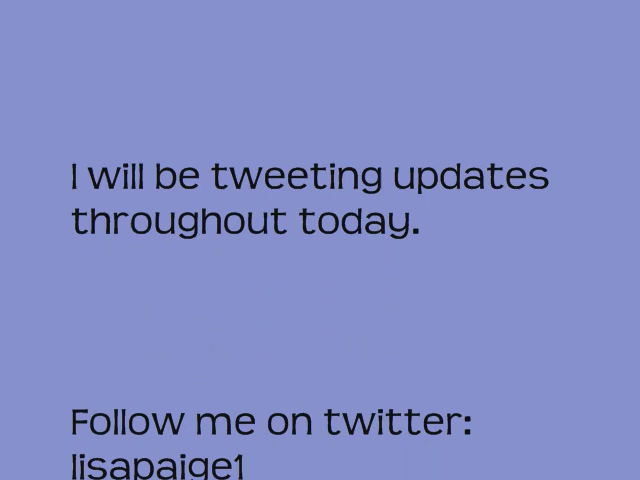 I will be tweeting updates
throughout today.
Follow me on twitter:
lisapaige1